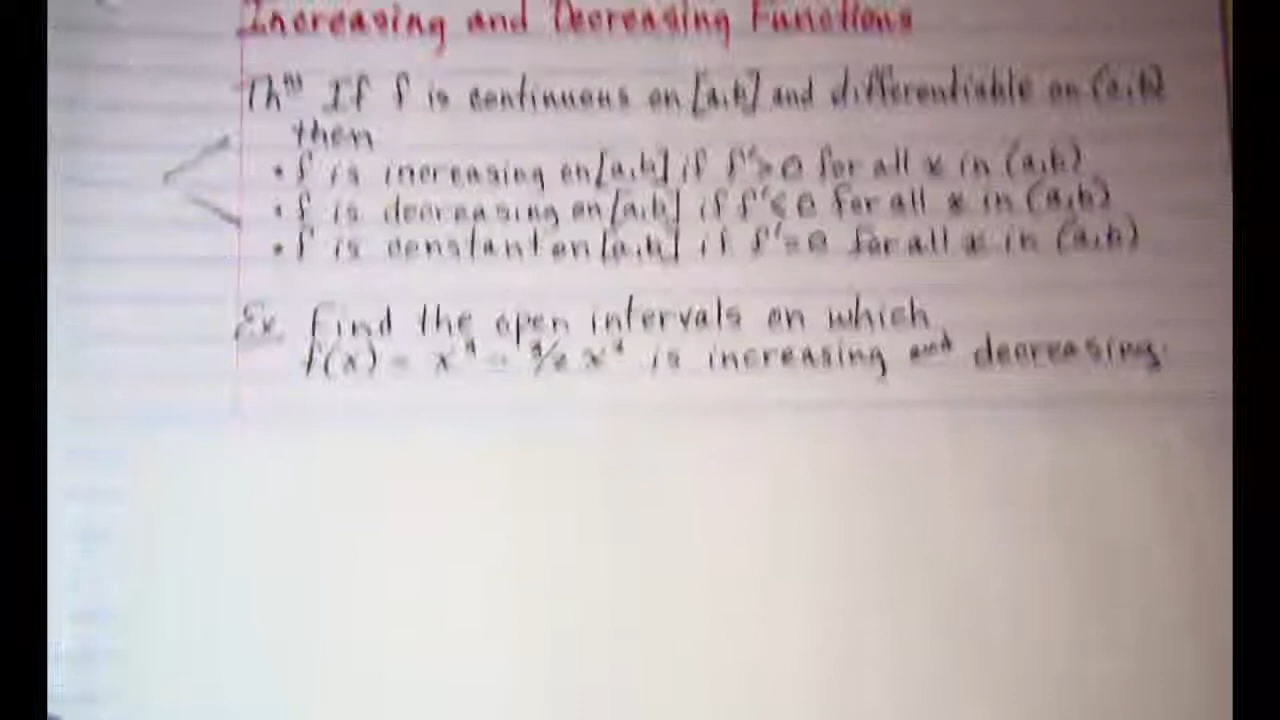 Increasing and Decreasing Functions
Thm If f is continuous on [a,b] and differentiable on (a,b)
then
• f is increasing on [a,b] if f' > 0 for all x in (a,b)
• f is decreasing on [a,b] if f' < 0 for all x in (a,b)
• f is constant on [a,b] if f' = 0 for all x in (a,b)
Ex. Find the open intervals on which
f(x) = is increasing and decreasing.